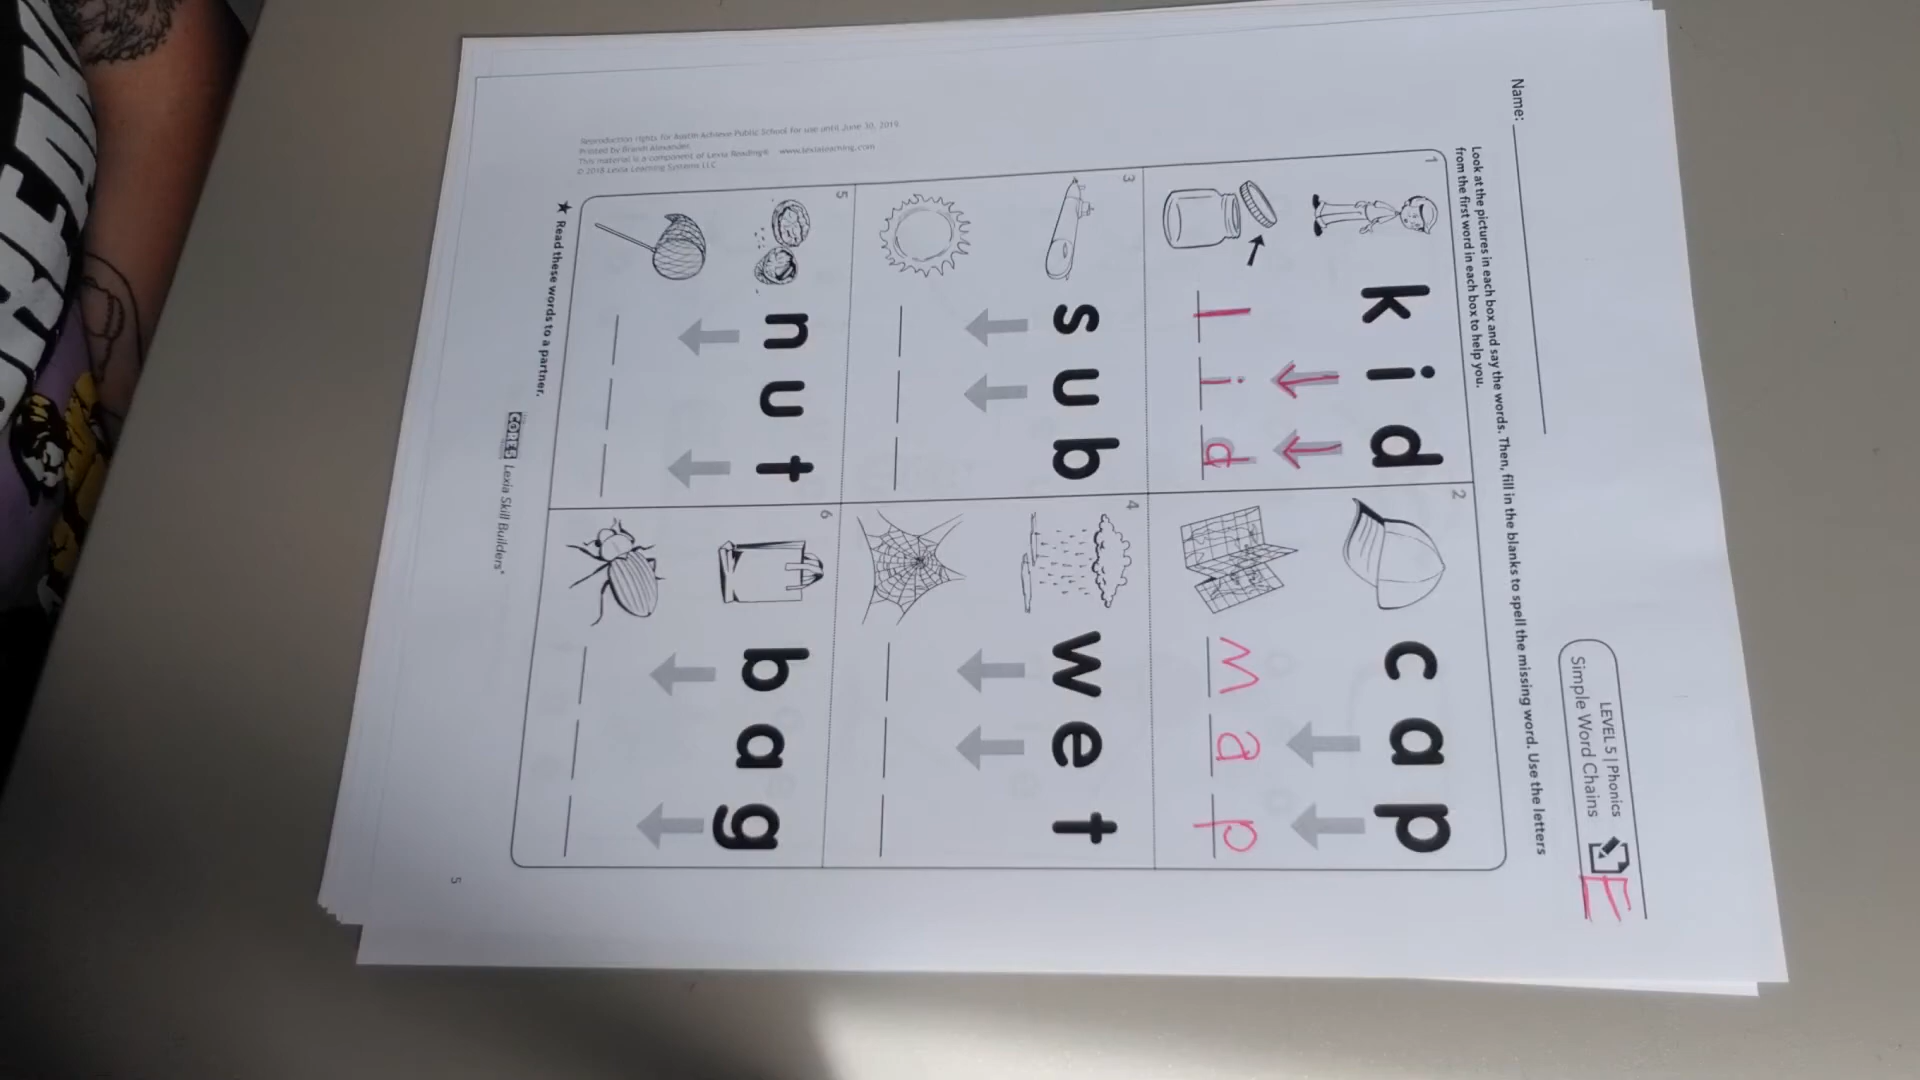 LEVEL 5 | Phonics
Simple Word Chains
E
Name:
Look at the pictures in each box and say the words. Then, fill in the blanks to spell the missing word. Use the letters
from the first word in each box to help you.
1
k i d
l i d
2
c a p
m a p
3
s u b
4
w e t
5
n u t
6
b a g
★ Read these words to a partner.
Reproduction rights for Austin Achieve Public School for use until June 30, 2019.
Printed by Brandi Alexander
This material is a component of Lexia Reading® www.lexialearning.com
© 2018 Lexia Learning Systems LLC
CORE5 Lexia Skill Builders®
5